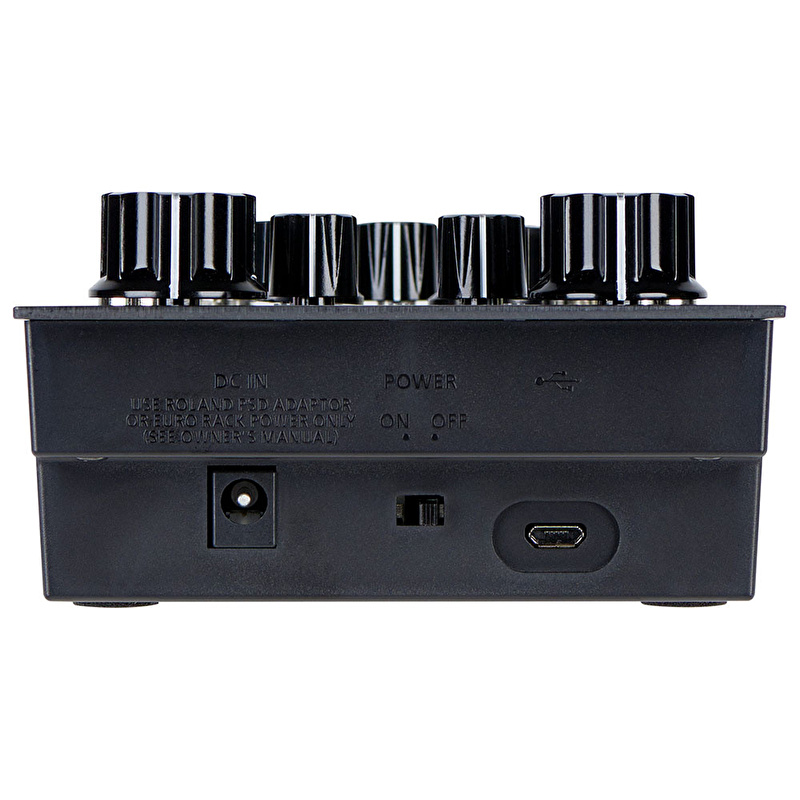 DC IN
USE ROLAND PSD ADAPTOR
OR EURO RACK POWER ONLY
(SEE OWNER'S MANUAL)
POWER
ON OFF